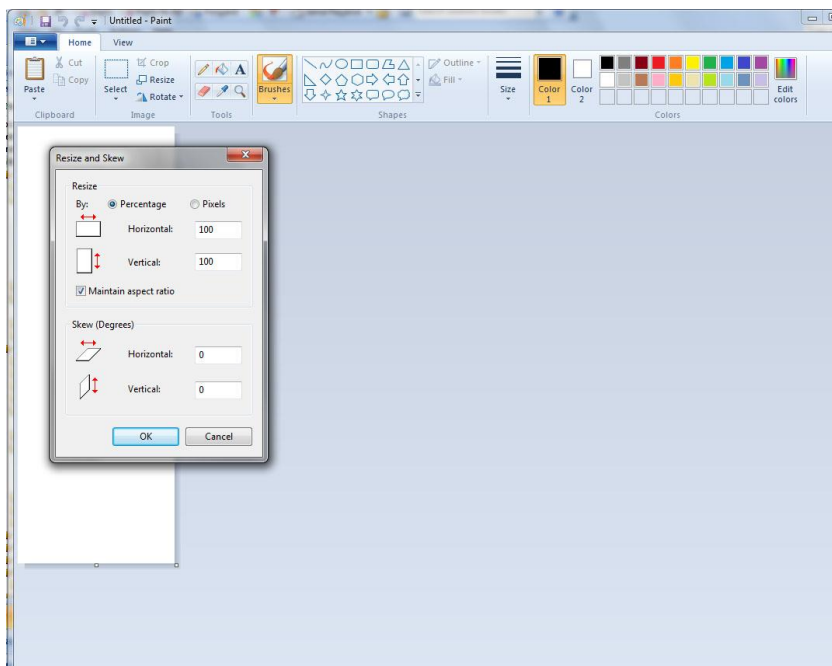 Untitled - Paint
Home View
Cut
Copy
Paste
Clipboard
Select
Crop
Resize
Rotate
Image
A
Tools
Brushes
Outline
Fill
Shapes
Size
Color 1
Color 2
Edit colors
Colors
Resize and Skew
Resize
By: Percentage Pixels
Horizontal: 100
Vertical: 100
Maintain aspect ratio
Skew (Degrees)
Horizontal: 0
Vertical: 0
OK Cancel